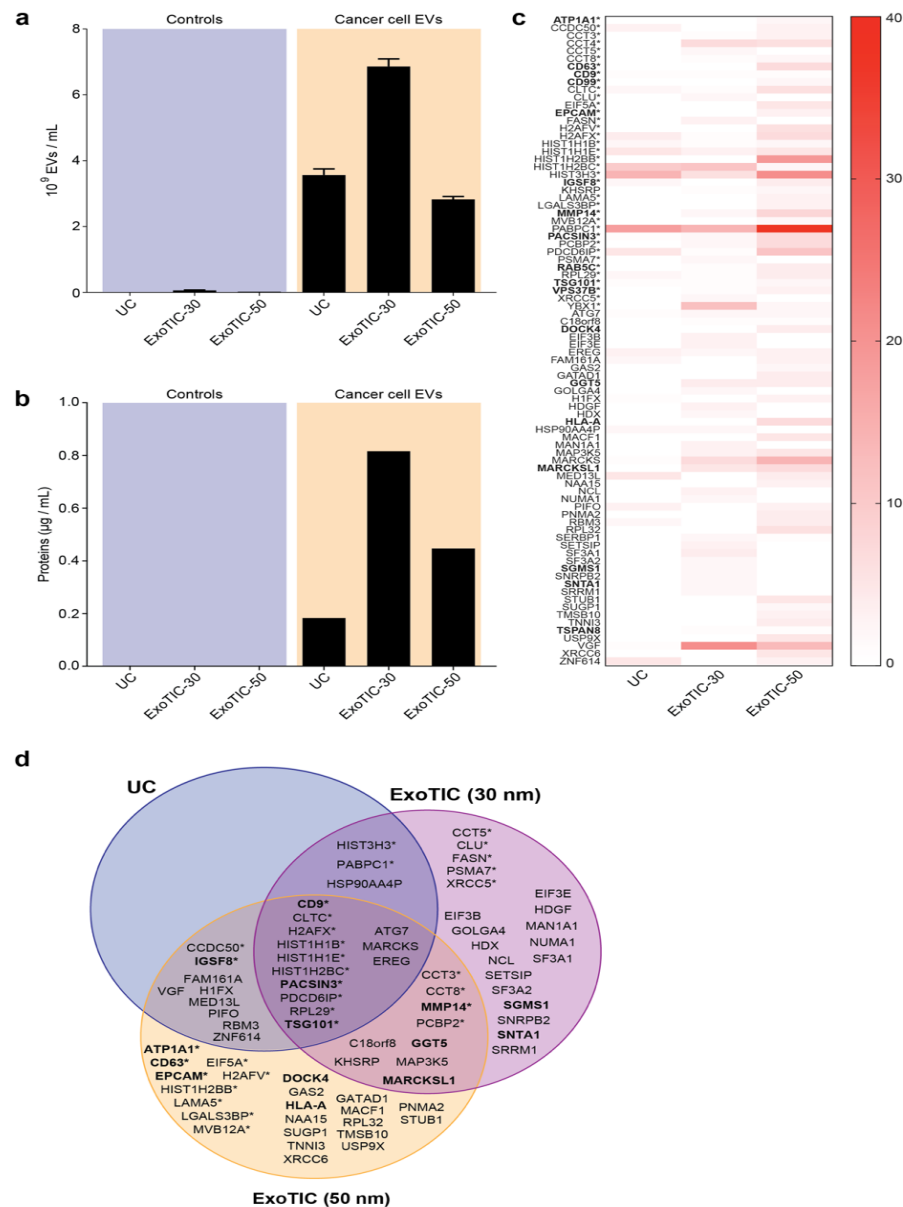 a
Controls
Cancer cell EVs
10⁹ EVs / mL
8
6
4
2
0
UC
ExoTIC-30
ExoTIC-50
UC
ExoTIC-30
ExoTIC-50
b
Controls
Cancer cell EVs
Proteins (µg / mL)
1.0
0.8
0.6
0.4
0.2
0.0
UC
ExoTIC-30
ExoTIC-50
UC
ExoTIC-30
ExoTIC-50
c
ATP1A1*
CCDC50*
CCT3*
CCT4*
CCT5*
CCT8*
CD63*
CD9*
CD99*
CLTC*
CLU*
EIF5A*
EPCAM*
FASN*
H2AFV*
H2AFX*
HIST1H1B*
HIST1H1E*
HIST1H2BB*
HIST1H2BC*
HIST3H3*
IGSF8*
KHSRP
LAMA5*
LGALS3BP*
MMP14*
MVB12A*
PABPC1*
PACSIN3*
PCBP2*
PDCD6IP*
PSMA7*
RAB5C*
RPL29*
TSG101*
VPS37B*
XRCC5*
YBX1*
ATG7
C18orf8
DOCK4
EIF3B
EIF3E
EREG
FAM161A
GAS2
GATAD1
GGT5
GOLGA4
H1FX
HDGF
HDX
HLA-A
HSP90AA4P
MACF1
MAN1A1
MAP3K5
MARCKS
MARCKSL1
MED13L
NAA15
NCL
NUMA1
PIFO
PNMA2
RBM3
RPL32
SERBP1
SETSIP
SF3A1
SF3A2
SGMS1
SNRPB2
SNTA1
SRRM1
STUB1
SUGP1
TMSB10
TNNI3
TSPAN8
USP9X
VGF
XRCC6
ZNF614
UC
ExoTIC-30
ExoTIC-50
40
30
20
10
0
d
UC
ExoTIC (30 nm)
HIST3H3*
PABPC1*
HSP90AA4P
CCT5*
CLU*
FASN*
PSMA7*
XRCC5*
EIF3B
GOLGA4
HDX
NCL
SETSIP
SF3A2
SGMS1
SNRPB2
SNTA1
SRRM1
EIF3E
HDGF
MAN1A1
NUMA1
SF3A1
CD9*
CLTC*
H2AFX*
HIST1H1B*
HIST1H1E*
HIST1H2BC*
PACSIN3*
PDCD6IP*
RPL29*
TSG101*
ATG7
MARCKS
EREG
CCDC50*
IGSF8*
FAM161A
VGF H1FX
MED13L
PIFO
RBM3
ZNF614
CCT3*
CCT8*
MMP14*
PCBP2*
C18orf8 GGT5
KHSRP MAP3K5
MARCKSL1
ATP1A1*
CD63* EIF5A*
EPCAM* H2AFV*
HIST1H2BB*
LAMA5*
LGALS3BP*
MVB12A*
DOCK4
GAS2
HLA-A
NAA15
SUGP1
TNNI3
XRCC6
GATAD1
MACF1
RPL32
TMSB10
USP9X
PNMA2
STUB1
ExoTIC (50 nm)